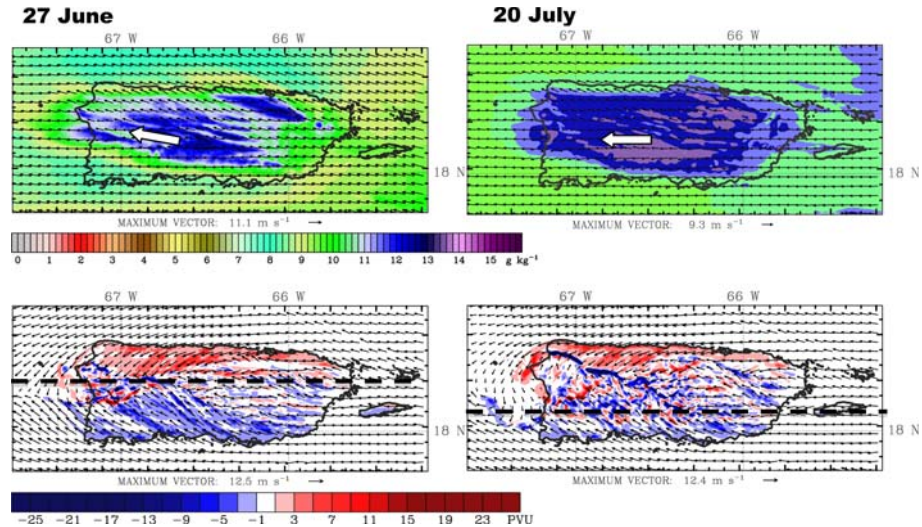 27 June 20 July
67 W 66 W 67 W 66 W
18 N 18 N
MAXIMUM VECTOR: 11.1 m s⁻¹ MAXIMUM VECTOR: 9.3 m s⁻¹
0 1 2 3 4 5 6 7 8 9 10 11 12 13 14 15 g kg⁻¹
67 W 66 W 67 W 66 W
18 N 18 N
MAXIMUM VECTOR: 12.5 m s⁻¹ MAXIMUM VECTOR: 12.4 m s⁻¹
−25 −21 −17 −13 −9 −5 −1 3 7 11 15 19 23 PVU